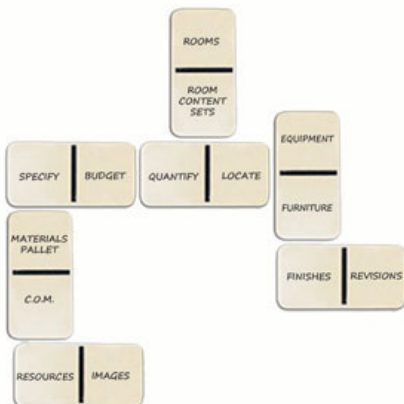 ROOMS
ROOM
CONTENT
SETS
EQUIPMENT
FURNITURE
SPECIFY
BUDGET
QUANTIFY
LOCATE
MATERIALS
PALLET
C.O.M.
FINISHES
REVISIONS
RESOURCES
IMAGES